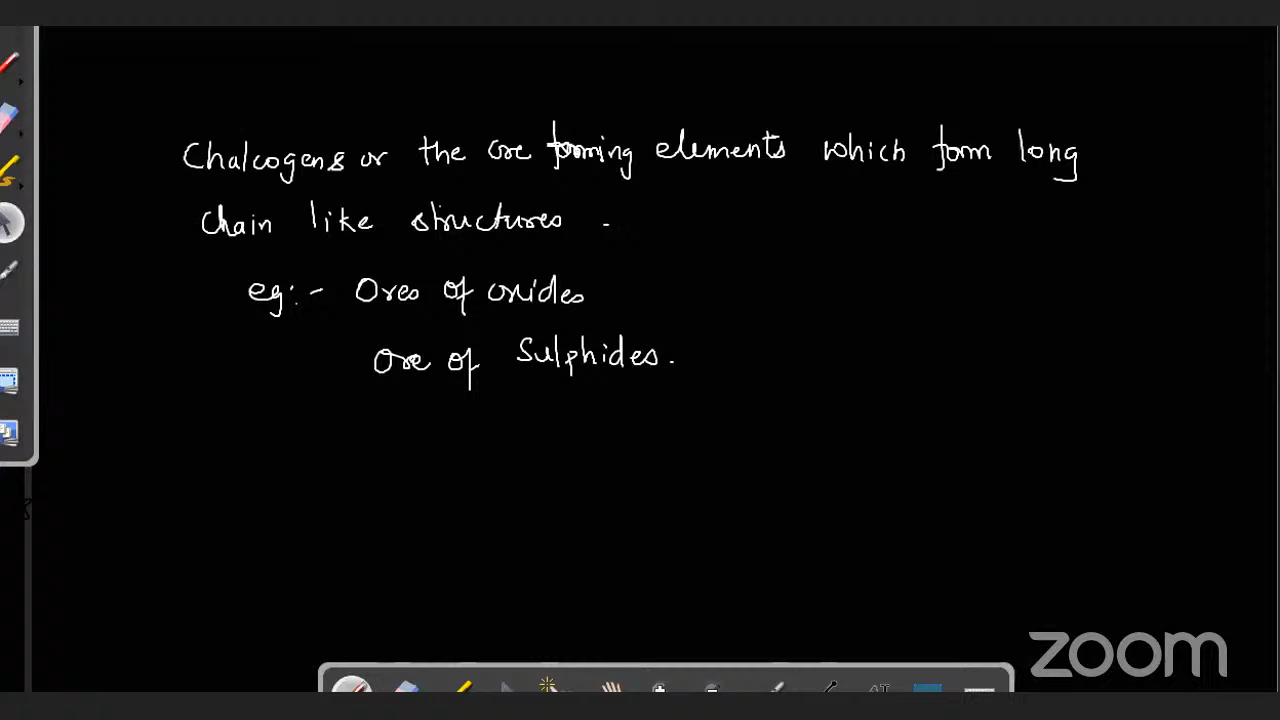 Chalcogens or the ore forming elements which form long
chain like structures.
eg:- Ores of oxides
Ore of Sulphides.
zoom